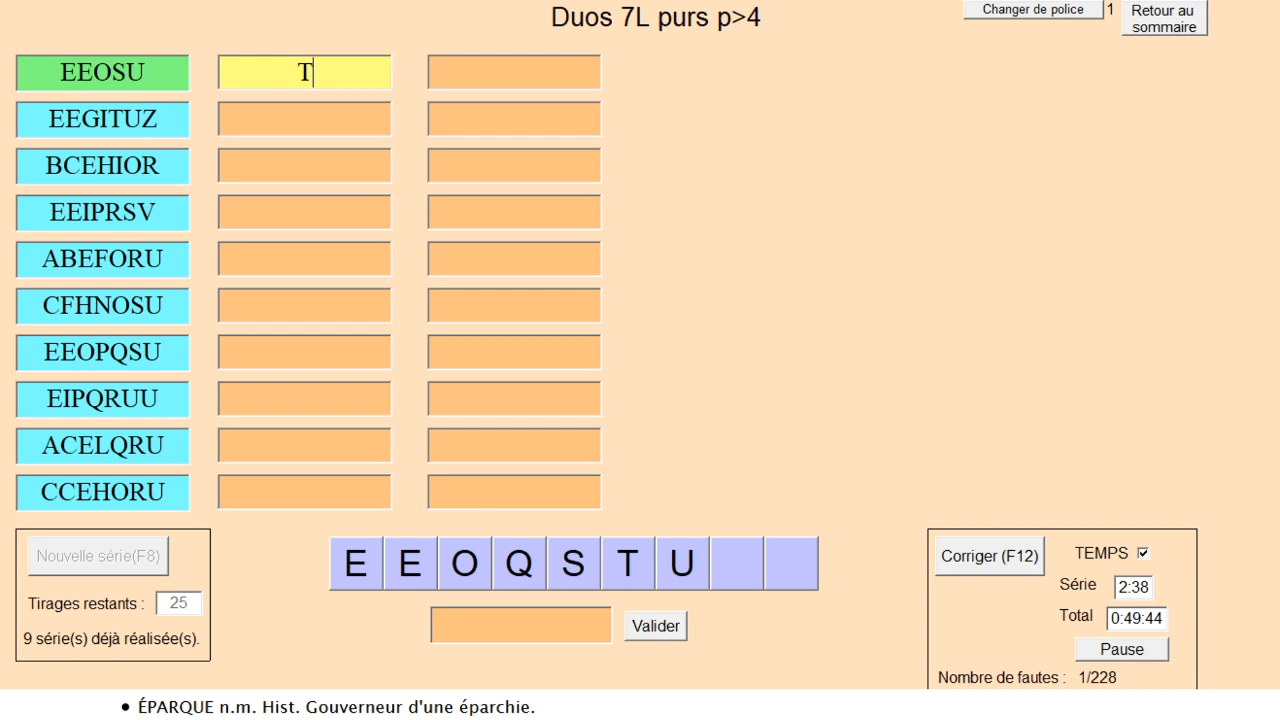 Duos 7L purs p>4
Changer de police
1
Retour au
sommaire
EEOSU
T
EEGITUZ
BCEHIOR
EEIPRSV
ABEFORU
CFHNOSU
EEOPQSU
EIPQRUU
ACELQRU
CCEHORU
Nouvelle série(F8)
Tirages restants : 25
9 série(s) déjà réalisée(s).
E E O Q S T U
Valider
Corriger (F12)
TEMPS
Série 2:38
Total 0:49:44
Pause
Nombre de fautes : 1/228
• ÉPARQUE n.m. Hist. Gouverneur d'une éparchie.